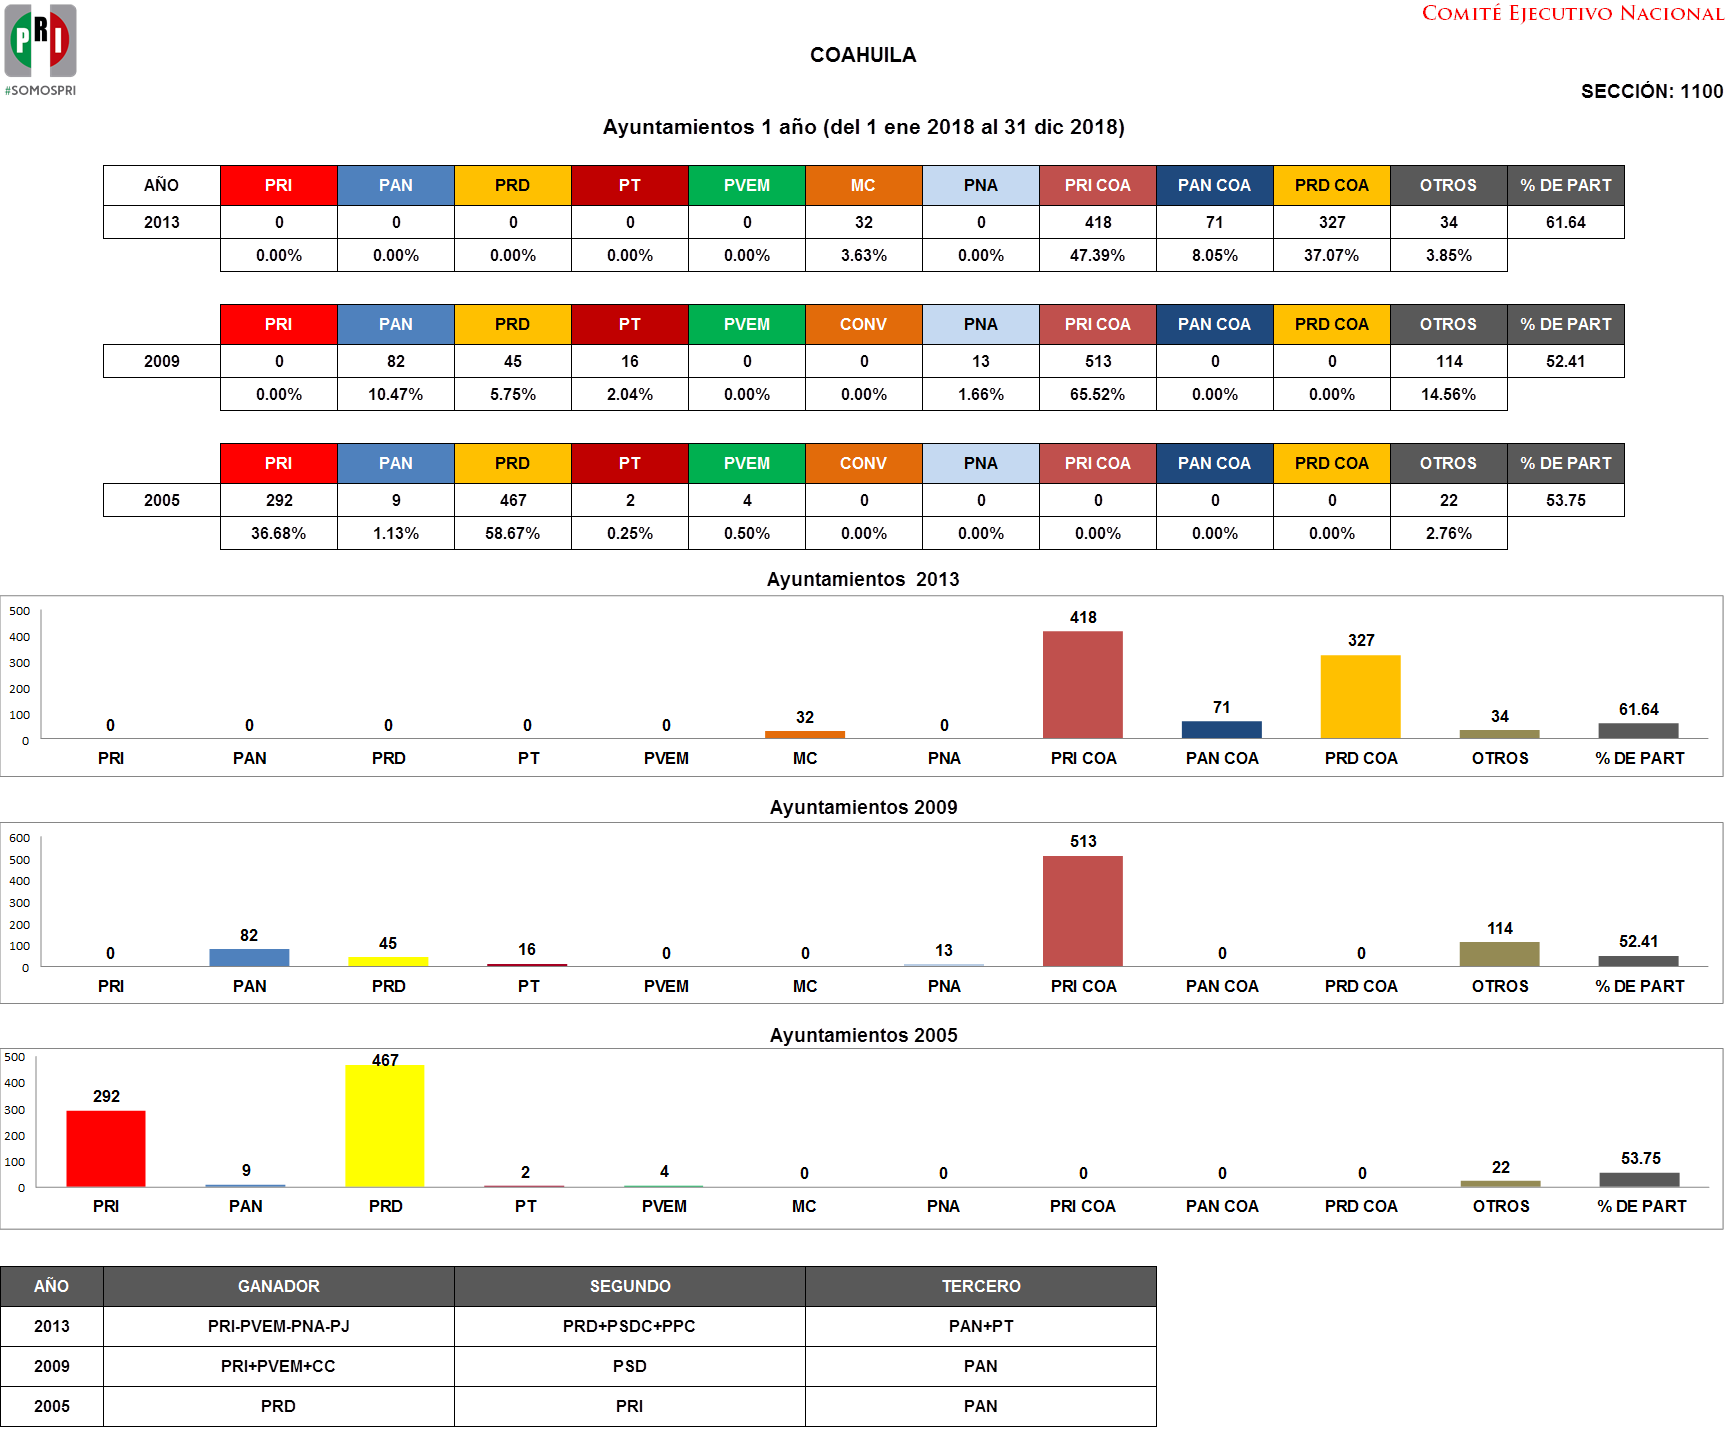 PRI
#SOMOSPRI
COMITÉ EJECUTIVO NACIONAL
COAHUILA
SECCIÓN: 1100
Ayuntamientos 1 año (del 1 ene 2018 al 31 dic 2018)
AÑO PRI PAN PRD PT PVEM MC PNA PRI COA PAN COA PRD COA OTROS % DE PART
2013 0 0 0 0 0 32 0 418 71 327 34 61.64
0.00% 0.00% 0.00% 0.00% 0.00% 3.63% 0.00% 47.39% 8.05% 37.07% 3.85%
PRI PAN PRD PT PVEM CONV PNA PRI COA PAN COA PRD COA OTROS % DE PART
2009 0 82 45 16 0 0 13 513 0 0 114 52.41
0.00% 10.47% 5.75% 2.04% 0.00% 0.00% 1.66% 65.52% 0.00% 0.00% 14.56%
PRI PAN PRD PT PVEM CONV PNA PRI COA PAN COA PRD COA OTROS % DE PART
2005 292 9 467 2 4 0 0 0 0 0 22 53.75
36.68% 1.13% 58.67% 0.25% 0.50% 0.00% 0.00% 0.00% 0.00% 0.00% 2.76%
Ayuntamientos 2013
500
400
300
200
100
0
0 0 0 0 0 32 0 418 71 327 34 61.64
PRI PAN PRD PT PVEM MC PNA PRI COA PAN COA PRD COA OTROS % DE PART
Ayuntamientos 2009
600
500
400
300
200
100
0
0 82 45 16 0 0 13 513 0 0 114 52.41
PRI PAN PRD PT PVEM MC PNA PRI COA PAN COA PRD COA OTROS % DE PART
Ayuntamientos 2005
500
400
300
200
100
0
292 9 467 2 4 0 0 0 0 0 22 53.75
PRI PAN PRD PT PVEM MC PNA PRI COA PAN COA PRD COA OTROS % DE PART
AÑO GANADOR SEGUNDO TERCERO
2013 PRI-PVEM-PNA-PJ PRD+PSDC+PPC PAN+PT
2009 PRI+PVEM+CC PSD PAN
2005 PRD PRI PAN